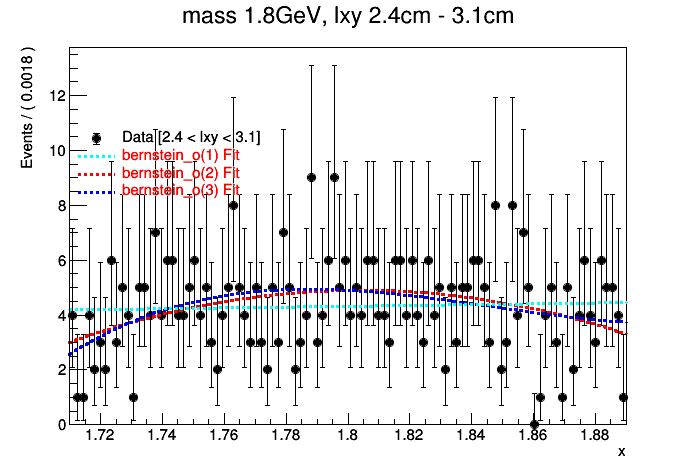 mass 1.8GeV, lxy 2.4cm - 3.1cm
Events / ( 0.0018 )
12
10
8
6
4
2
0
Data [2.4 < lxy < 3.1]
bernstein_o(1) Fit
bernstein_o(2) Fit
bernstein_o(3) Fit
1.72 1.74 1.76 1.78 1.8 1.82 1.84 1.86 1.88
x